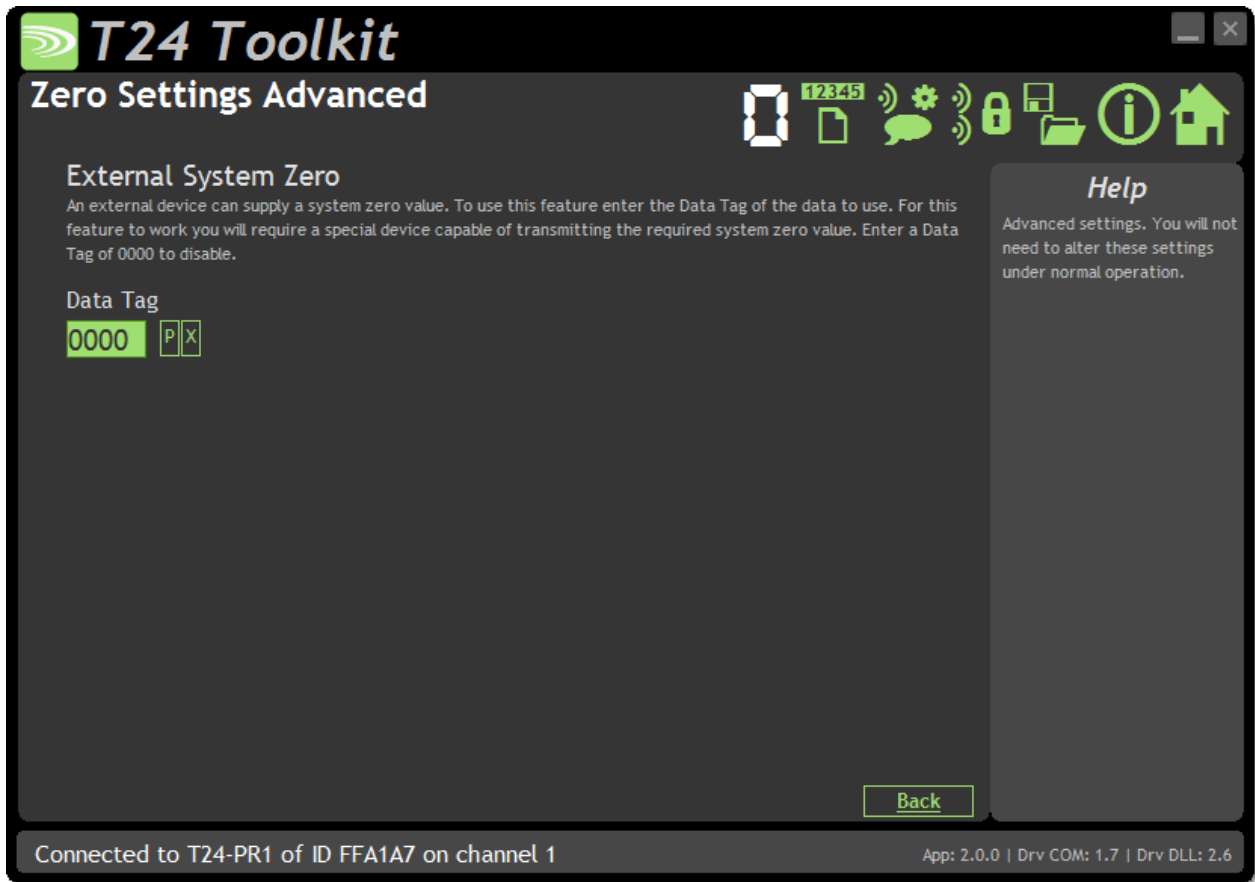 T24 Toolkit
Zero Settings Advanced
0
12345
External System Zero
An external device can supply a system zero value. To use this feature enter the Data Tag of the data to use. For this
feature to work you will require a special device capable of transmitting the required system zero value. Enter a Data
Tag of 0000 to disable.
Data Tag
0000 P X
Help
Advanced settings. You will not
need to alter these settings
under normal operation.
Back
Connected to T24-PR1 of ID FFA1A7 on channel 1
App: 2.0.0 | Drv COM: 1.7 | Drv DLL: 2.6